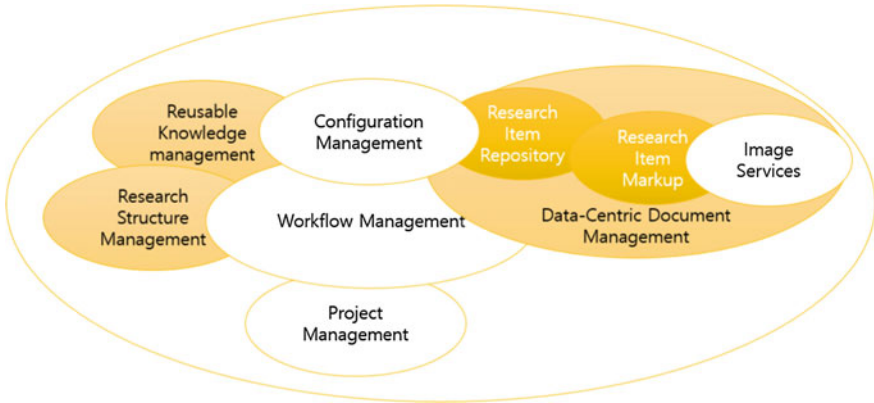 Reusable
Knowledge
management
Configuration
Management
Research
Item
Repository
Research
Item
Markup
Image
Services
Research
Structure
Management
Workflow Management
Data-Centric Document
Management
Project
Management